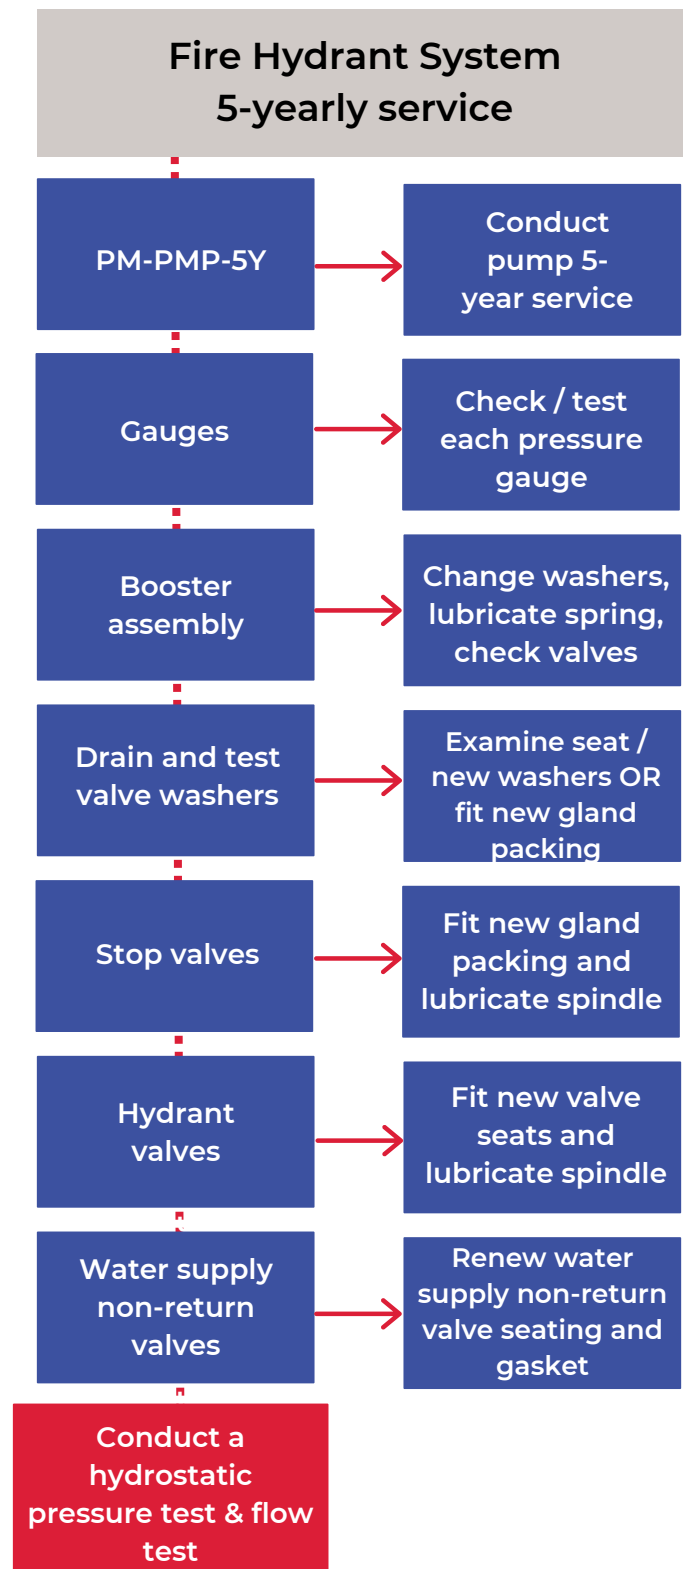 Fire Hydrant System
5-yearly service
PM-PMP-5Y
Conduct
pump 5-
year service
Gauges
Check / test
each pressure
gauge
Booster
assembly
Change washers,
lubricate spring,
check valves
Drain and test
valve washers
Examine seat /
new washers OR
fit new gland
packing
Stop valves
Fit new gland
packing and
lubricate spindle
Hydrant
valves
Fit new valve
seats and
lubricate spindle
Water supply
non-return
valves
Renew water
supply non-return
valve seating and
gasket
Conduct a
hydrostatic
pressure test & flow
test